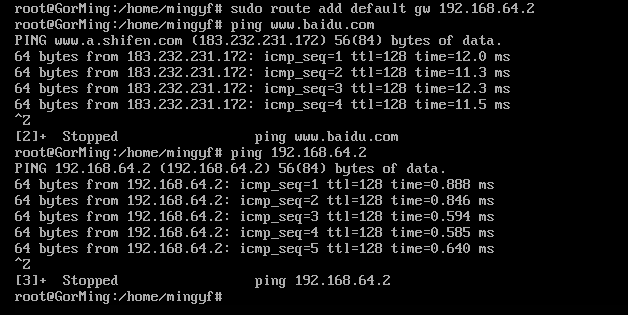 root@GorMing:/home/mingyf# sudo route add default gw 192.168.64.2
root@GorMing:/home/mingyf# ping www.baidu.com
PING www.a.shifen.com (183.232.231.172) 56(84) bytes of data.
64 bytes from 183.232.231.172: icmp_seq=1 ttl=128 time=12.0 ms
64 bytes from 183.232.231.172: icmp_seq=2 ttl=128 time=11.3 ms
64 bytes from 183.232.231.172: icmp_seq=3 ttl=128 time=12.3 ms
64 bytes from 183.232.231.172: icmp_seq=4 ttl=128 time=11.5 ms
^Z
[2]+  Stopped                 ping www.baidu.com
root@GorMing:/home/mingyf# ping 192.168.64.2
PING 192.168.64.2 (192.168.64.2) 56(84) bytes of data.
64 bytes from 192.168.64.2: icmp_seq=1 ttl=128 time=0.888 ms
64 bytes from 192.168.64.2: icmp_seq=2 ttl=128 time=0.846 ms
64 bytes from 192.168.64.2: icmp_seq=3 ttl=128 time=0.594 ms
64 bytes from 192.168.64.2: icmp_seq=4 ttl=128 time=0.585 ms
64 bytes from 192.168.64.2: icmp_seq=5 ttl=128 time=0.640 ms
^Z
[3]+  Stopped                 ping 192.168.64.2
root@GorMing:/home/mingyf#